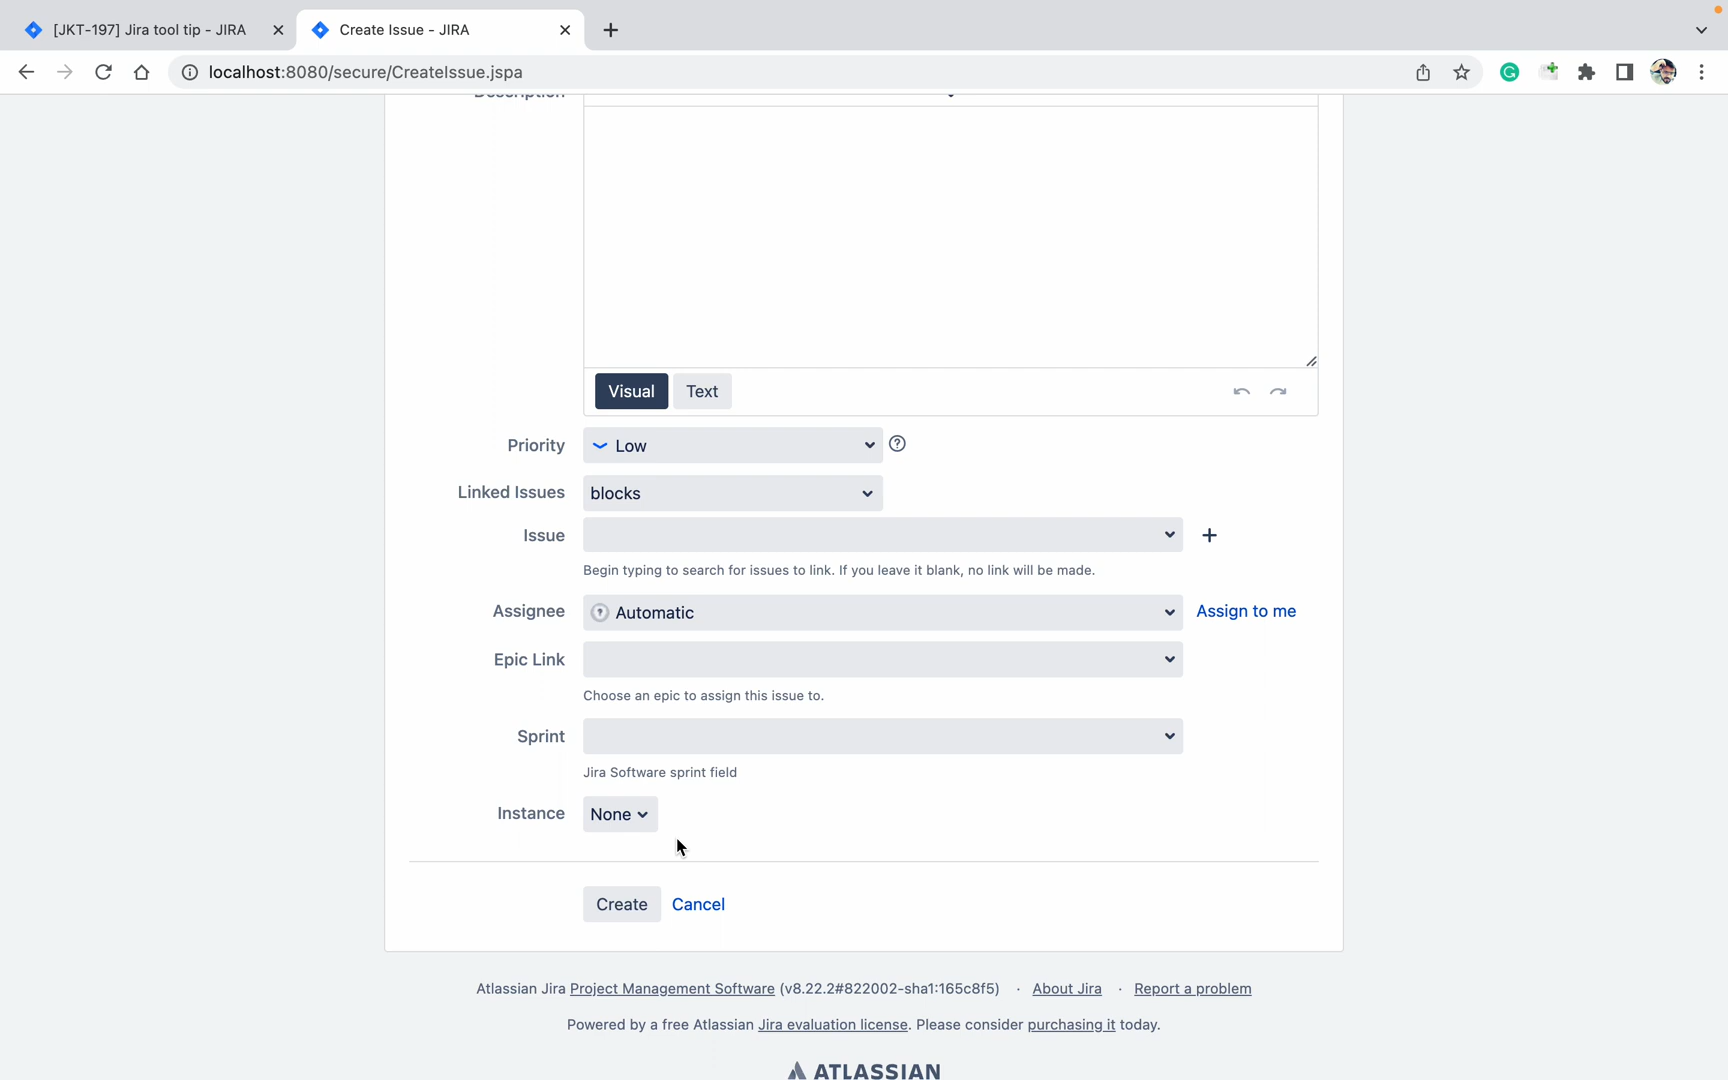 [JKT-197] Jira tool tip - JIRA
Create Issue - JIRA
localhost:8080/secure/CreateIssue.jspa
Description
Visual
Text
Priority
Low
Linked Issues
blocks
Issue
Begin typing to search for issues to link. If you leave it blank, no link will be made.
Assignee
Automatic
Assign to me
Epic Link
Choose an epic to assign this issue to.
Sprint
Jira Software sprint field
Instance
None
Create
Cancel
Atlassian Jira Project Management Software (v8.22.2#822002-sha1:165c8f5) · About Jira · Report a problem
Powered by a free Atlassian Jira evaluation license. Please consider purchasing it today.
ATLASSIAN